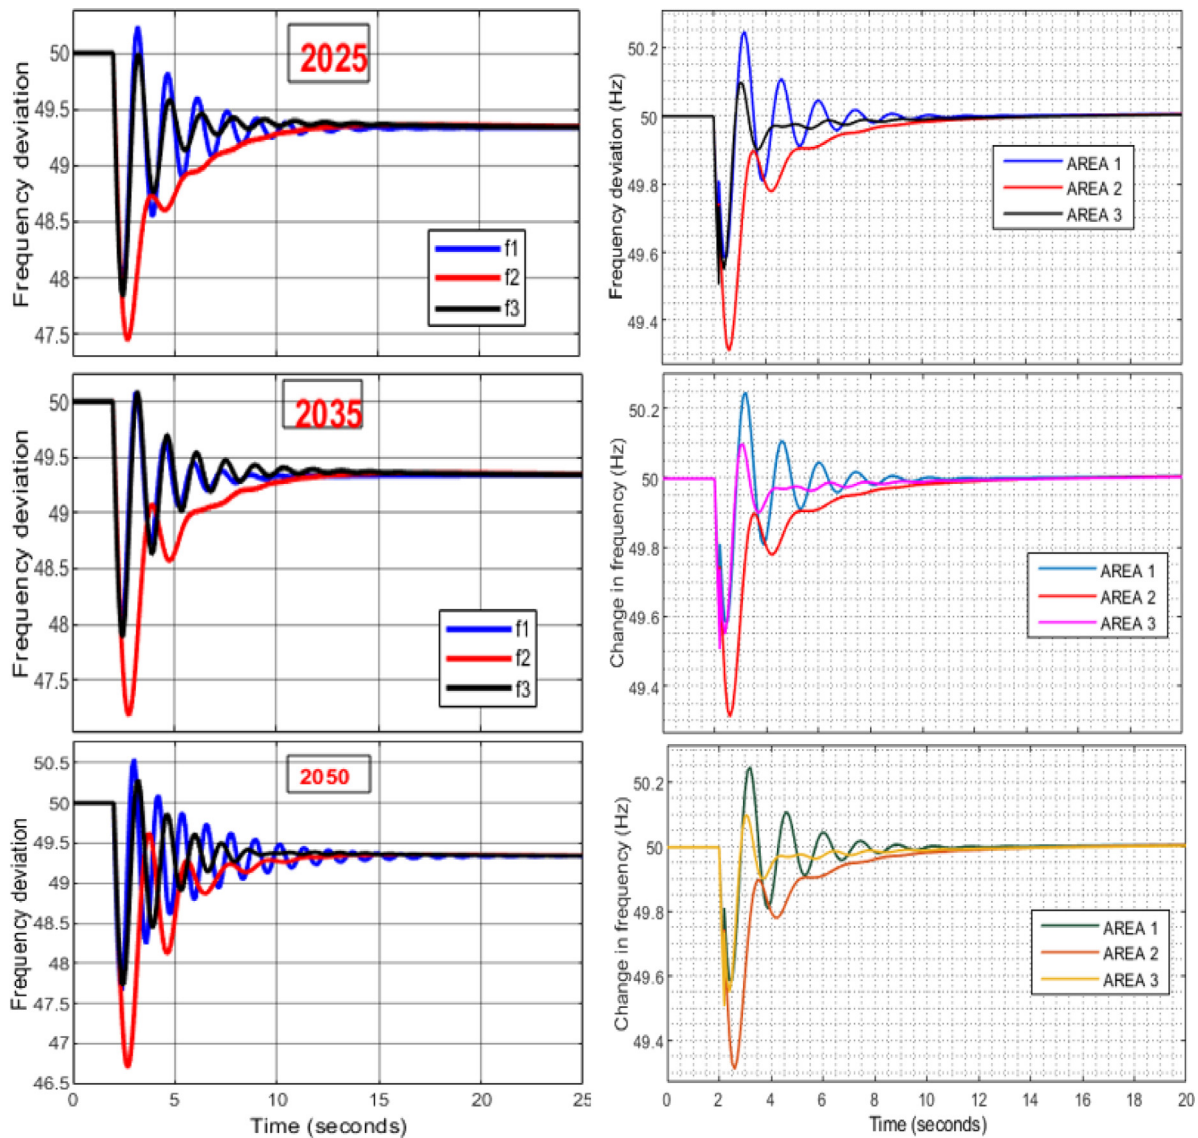 2025
Frequency deviation
50
49.5
49
48.5
48
47.5
f1
f2
f3
Frequency deviation (Hz)
50.2
50
49.8
49.6
49.4
AREA 1
AREA 2
AREA 3
2035
Frequency deviation
50
49.5
49
48.5
48
47.5
f1
f2
f3
Change in frequency (Hz)
50.2
50
49.8
49.6
49.4
AREA 1
AREA 2
AREA 3
2050
Frequency deviation
50.5
50
49.5
49
48.5
48
47.5
47
46.5
0 5 10 15 20 25
Time (seconds)
Change in frequency (Hz)
50.2
50
49.8
49.6
49.4
AREA 1
AREA 2
AREA 3
0 2 4 6 8 10 12 14 16 18 20
Time (seconds)